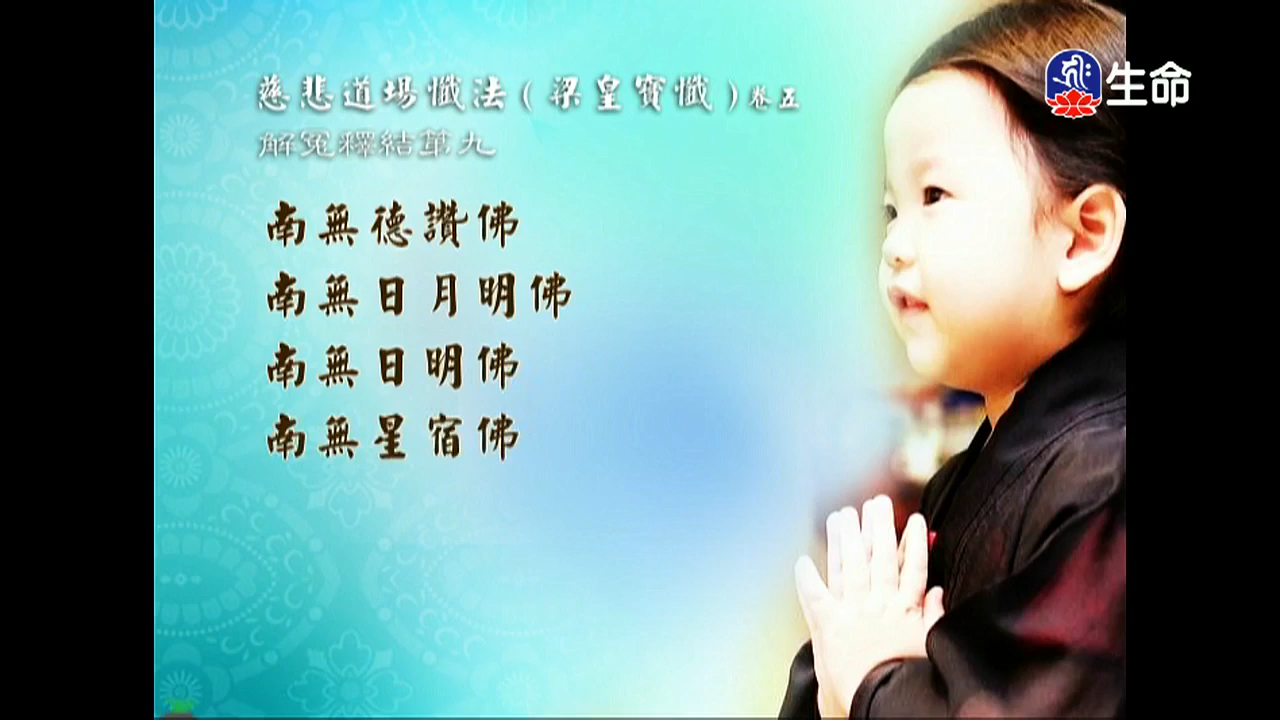 慈悲道場懺法(梁皇寶懺)卷五
解冤釋結第九
南無德讚佛
南無日月明佛
南無日明佛
南無星宿佛
生命